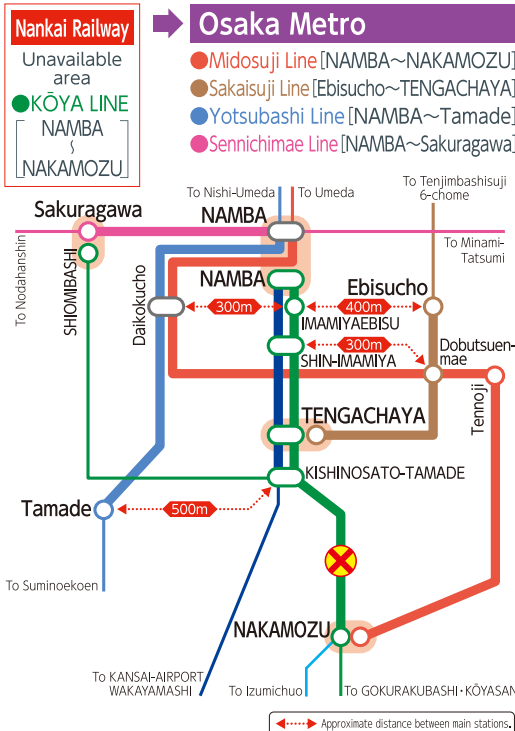 Nankai Railway
Unavailable
area
●KŌYA LINE
[NAMBA
~
NAKAMOZU]
Osaka Metro
●Midosuji Line [NAMBA~NAKAMOZU]
●Sakaisuji Line [Ebisucho~TENGACHAYA]
●Yotsubashi Line [NAMBA~Tamade]
●Sennichimae Line [NAMBA~Sakuragawa]
To Nishi-Umeda
To Umeda
To Tenjimbashisuji
6-chome
Sakuragawa
NAMBA
To Minami-
Tatsumi
To Nodahanshin
SHIOMIBASHI
Daikokucho
NAMBA
Ebisucho
300m
400m
IMAMIYAEBISU
300m
SHIN-IMAMIYA
Dobutsuen-
mae
Tennoji
TENGACHAYA
KISHINOSATO-TAMADE
Tamade
500m
To Suminoekoen
NAKAMOZU
To KANSAI-AIRPORT
WAKAYAMASHI
To Izumichuo
To GOKURAKUBASHI・KŌYASAN
Approximate distance between main stations.